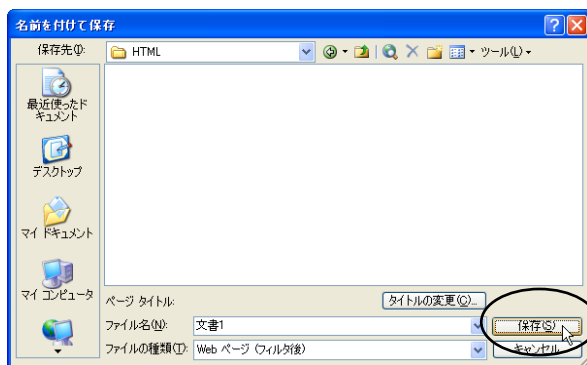 名前を付けて保存
保存先(I):
HTML
ツール(L)
最近使ったド
キュメント
デスクトップ
マイ ドキュメント
マイ コンピュータ
ページ タイトル:
タイトルの変更(C)...
ファイル名(N):
文書1
保存(S)
ファイルの種類(T):
Web ページ (フィルタ後)
キャンセル